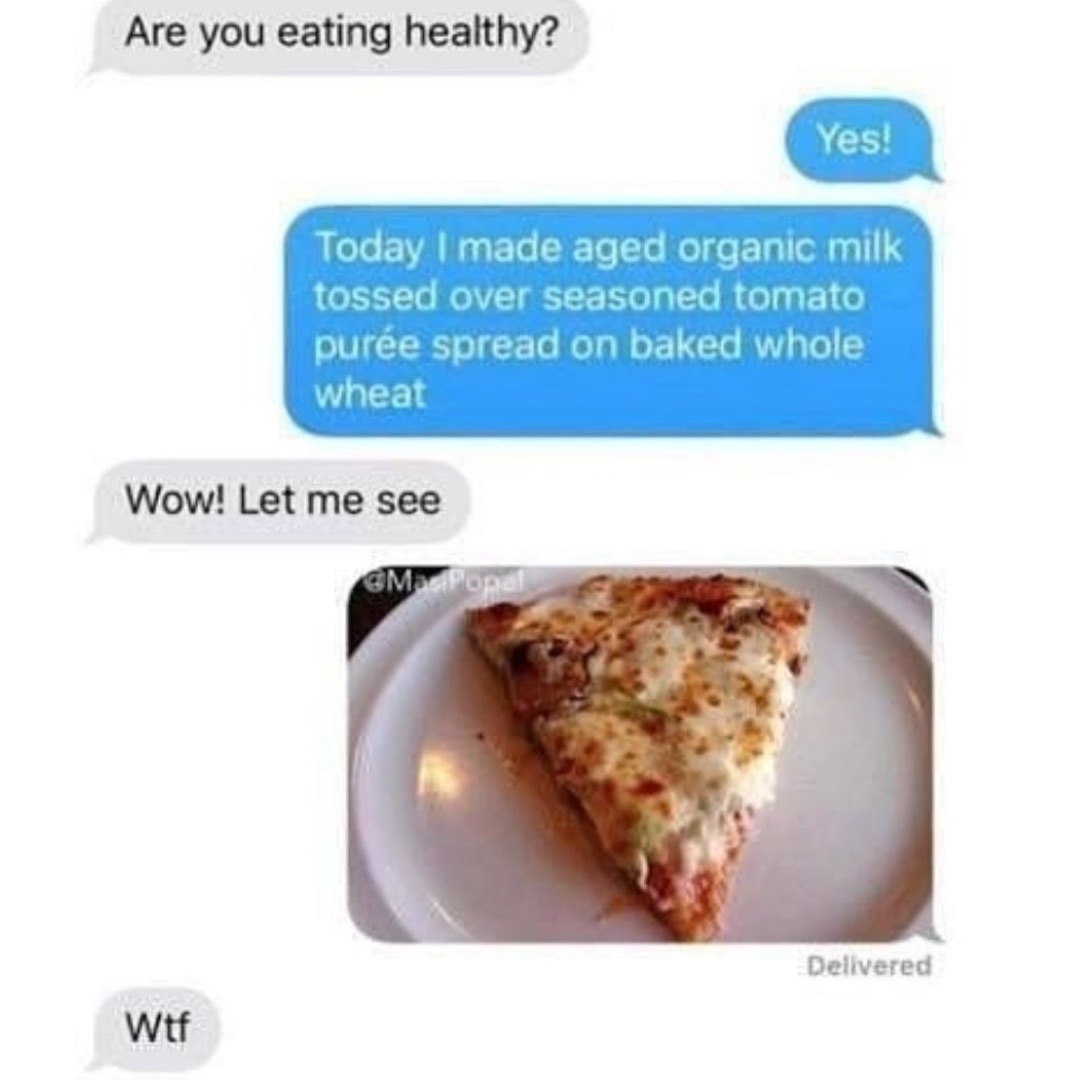 Are you eating healthy?
Yes!
Today I made aged organic milk
tossed over seasoned tomato
purée spread on baked whole
wheat
Wow! Let me see
@MasiPopal
Delivered
Wtf